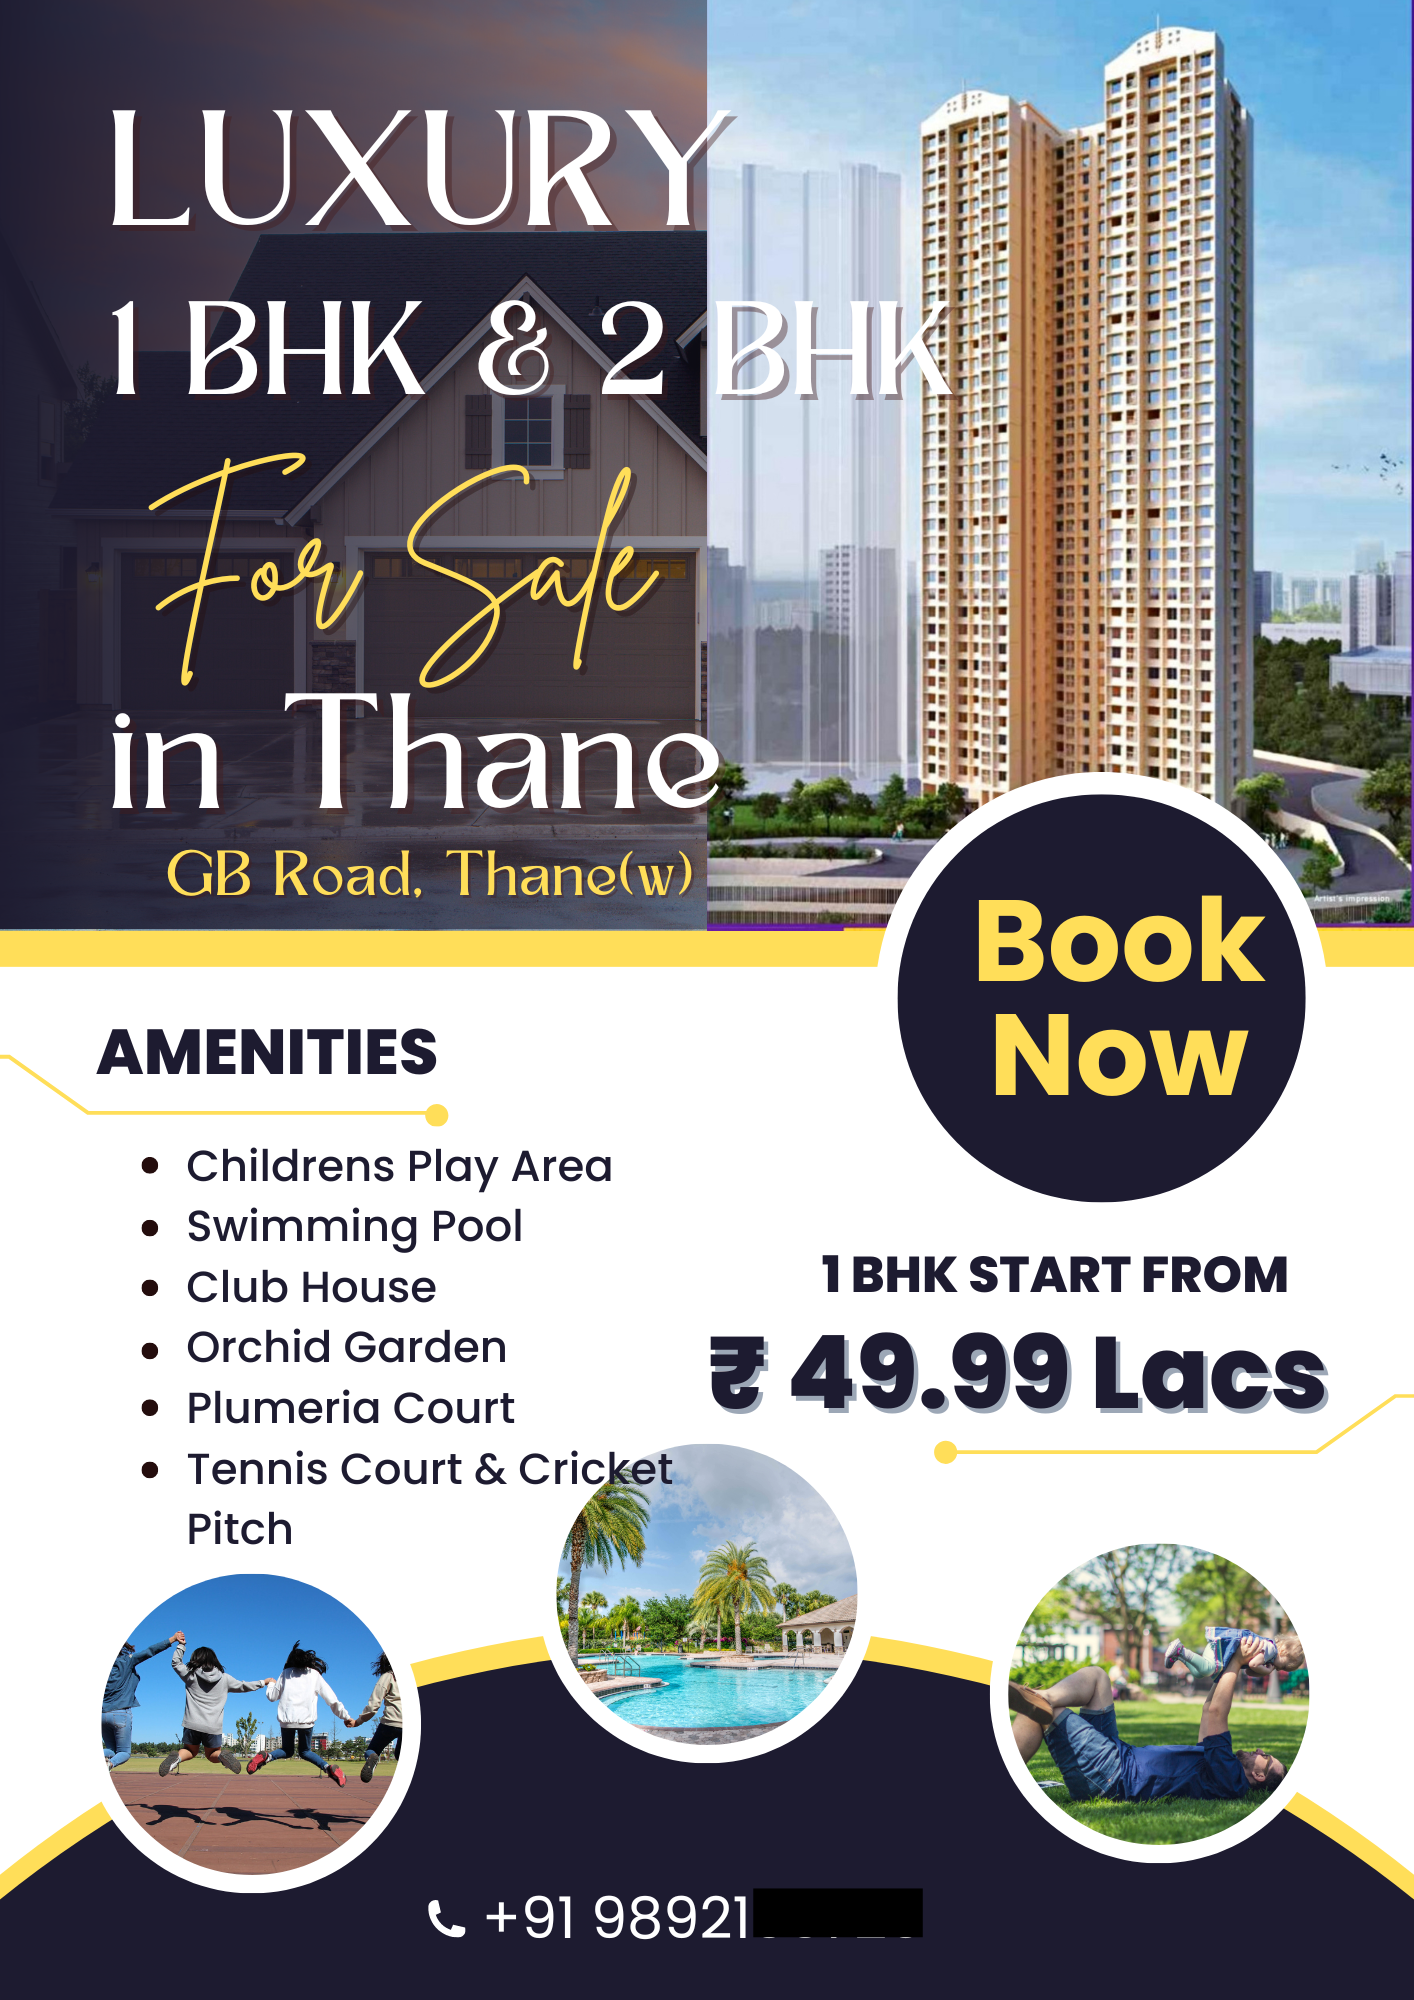 LUXURY
1 BHK & 2 BHK
For Sale
in Thane
GB Road, Thane(w)
Artist's impression
Book
Now
AMENITIES
• Childrens Play Area
• Swimming Pool
• Club House
• Orchid Garden
• Plumeria Court
• Tennis Court & Cricket
Pitch
1 BHK START FROM
₹ 49.99 Lacs
+91 98921